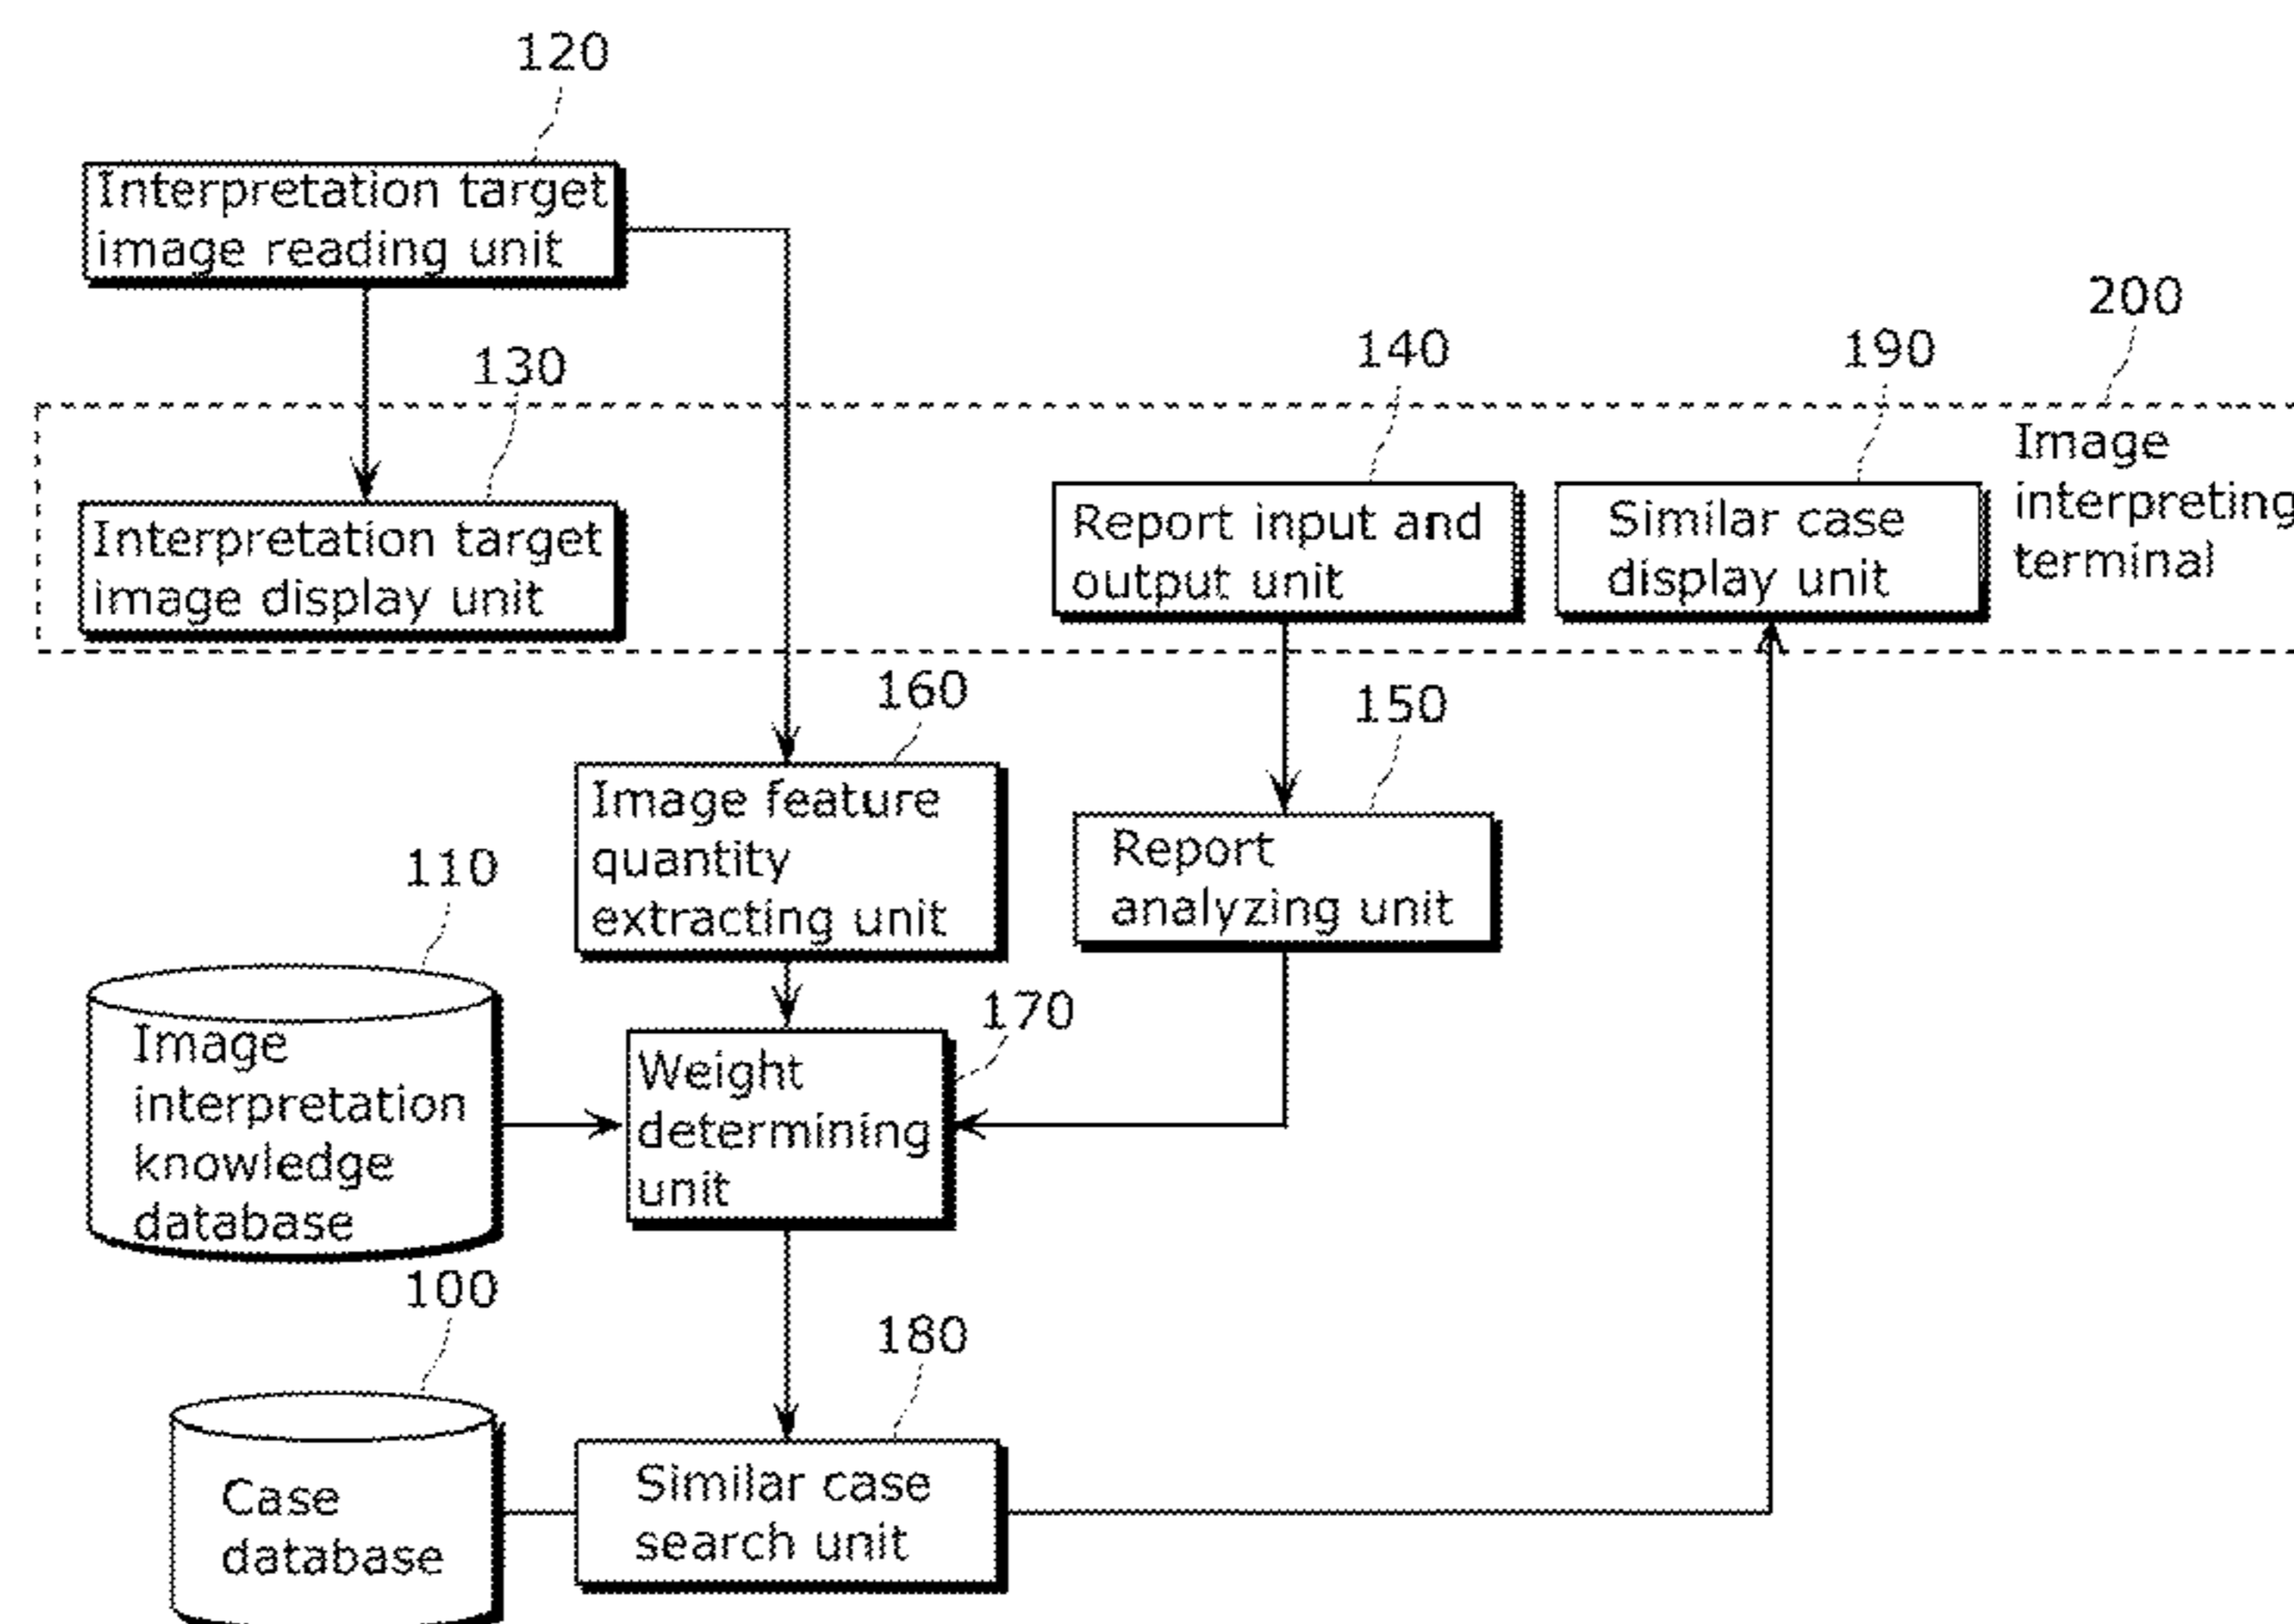 120
Interpretation target
image reading unit
200
130
140
190
Interpretation target
image display unit
Report input and
output unit
Similar case
display unit
Image
interpreting
terminal
160
150
Image feature
quantity
extracting unit
Report
analyzing unit
110
Image
interpretation
knowledge
database
170
Weight
determining
unit
100
180
Case
database
Similar case
search unit